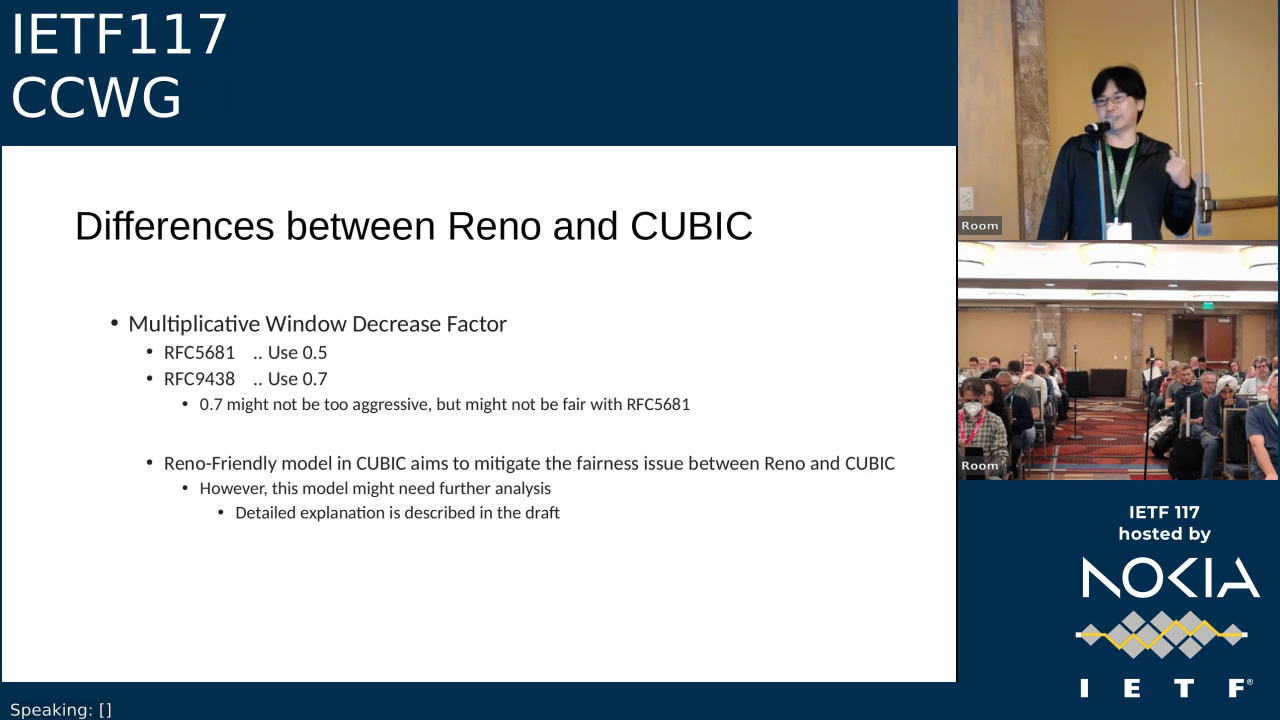 IETF117
CCWG
Differences between Reno and CUBIC
• Multiplicative Window Decrease Factor
• RFC5681 .. Use 0.5
• RFC9438 .. Use 0.7
• 0.7 might not be too aggressive, but might not be fair with RFC5681
• Reno-Friendly model in CUBIC aims to mitigate the fairness issue between Reno and CUBIC
• However, this model might need further analysis
• Detailed explanation is described in the draft
Room
Room
IETF 117
hosted by
NOKIA
I E T F®
Speaking: []